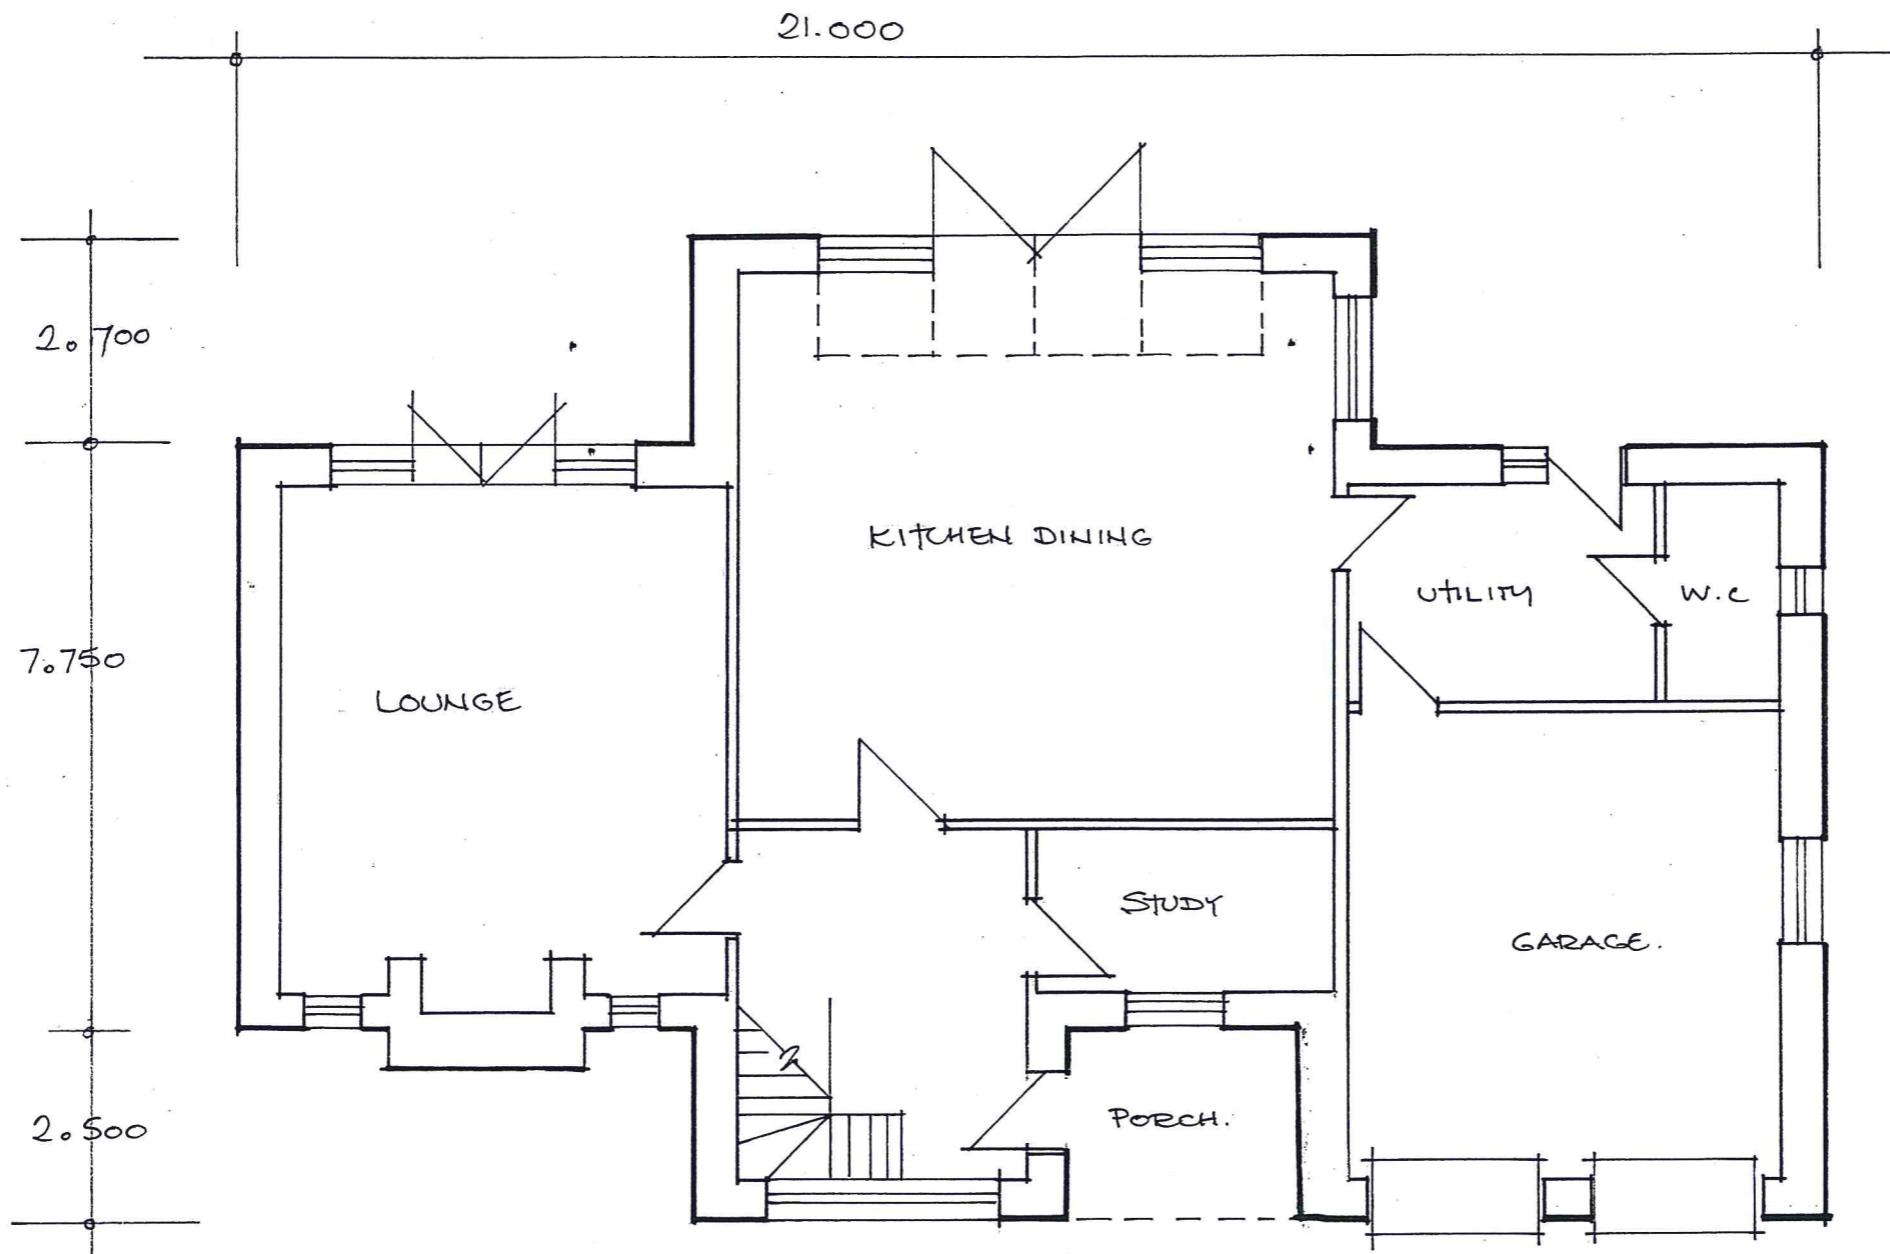 21.000
2.700
KITCHEN DINING
UTILITY
W.C
7.750
LOUNGE
STUDY
GARAGE.
2.500
PORCH.